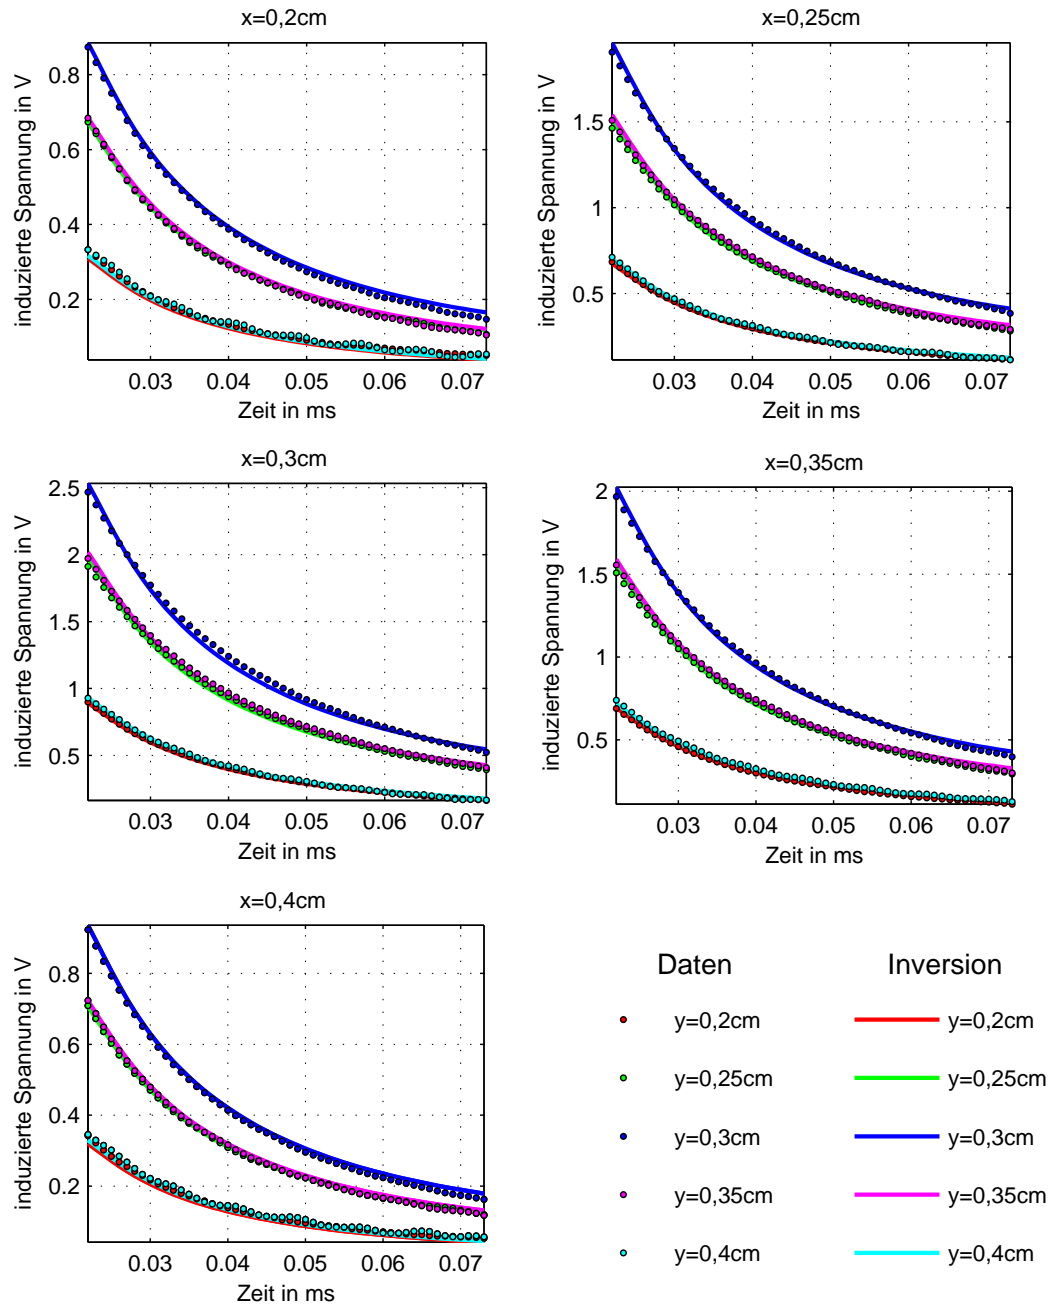 x=0,2cm
induzierte Spannung in V
0.8
0.6
0.4
0.2
0.03 0.04 0.05 0.06 0.07
Zeit in ms
x=0,25cm
induzierte Spannung in V
1.5
1
0.5
0.03 0.04 0.05 0.06 0.07
Zeit in ms
x=0,3cm
induzierte Spannung in V
2.5
2
1.5
1
0.5
0.03 0.04 0.05 0.06 0.07
Zeit in ms
x=0,35cm
induzierte Spannung in V
2
1.5
1
0.5
0.03 0.04 0.05 0.06 0.07
Zeit in ms
x=0,4cm
induzierte Spannung in V
0.8
0.6
0.4
0.2
0.03 0.04 0.05 0.06 0.07
Zeit in ms
Daten Inversion
y=0,2cm y=0,2cm
y=0,25cm y=0,25cm
y=0,3cm y=0,3cm
y=0,35cm y=0,35cm
y=0,4cm y=0,4cm